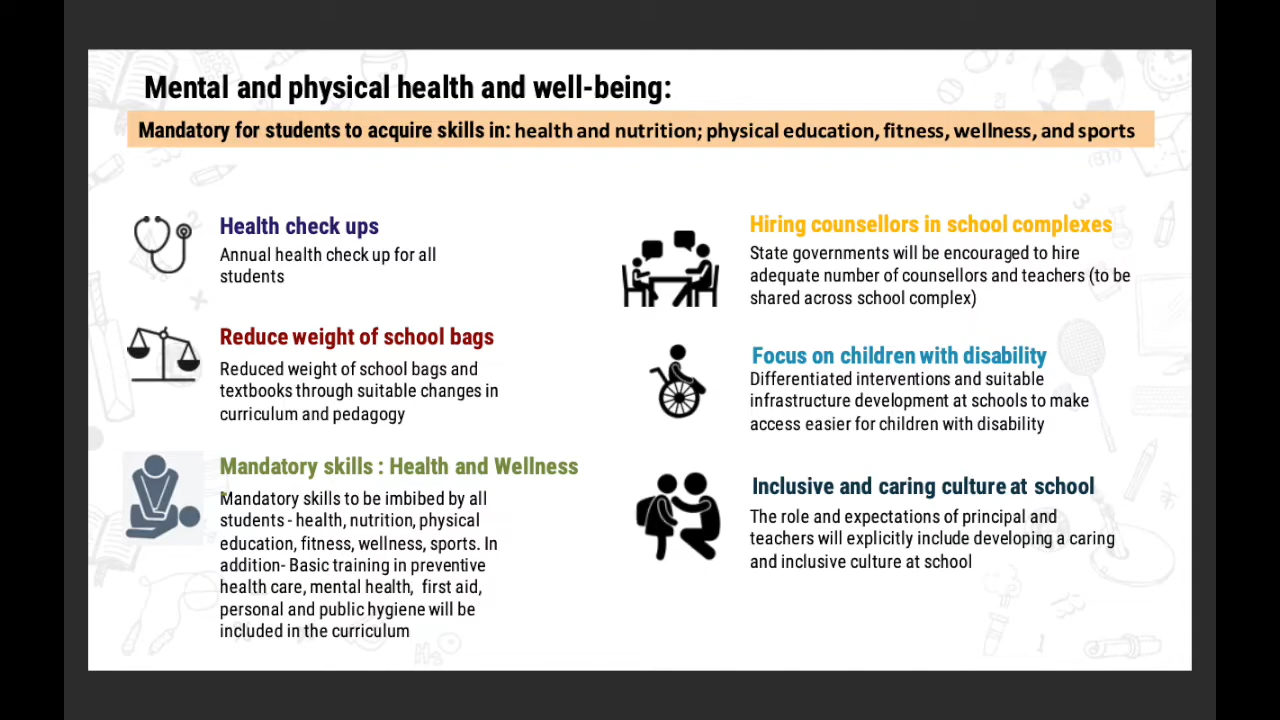 Mental and physical health and well-being:
Mandatory for students to acquire skills in: health and nutrition; physical education, fitness, wellness, and sports
Health check ups
Annual health check up for all
students
Reduce weight of school bags
Reduced weight of school bags and
textbooks through suitable changes in
curriculum and pedagogy
Mandatory skills : Health and Wellness
Mandatory skills to be imbibed by all
students - health, nutrition, physical
education, fitness, wellness, sports. In
addition- Basic training in preventive
health care, mental health, first aid,
personal and public hygiene will be
included in the curriculum
Hiring counsellors in school complexes
State governments will be encouraged to hire
adequate number of counsellors and teachers (to be
shared across school complex)
Focus on children with disability
Differentiated interventions and suitable
infrastructure development at schools to make
access easier for children with disability
Inclusive and caring culture at school
The role and expectations of principal and
teachers will explicitly include developing a caring
and inclusive culture at school